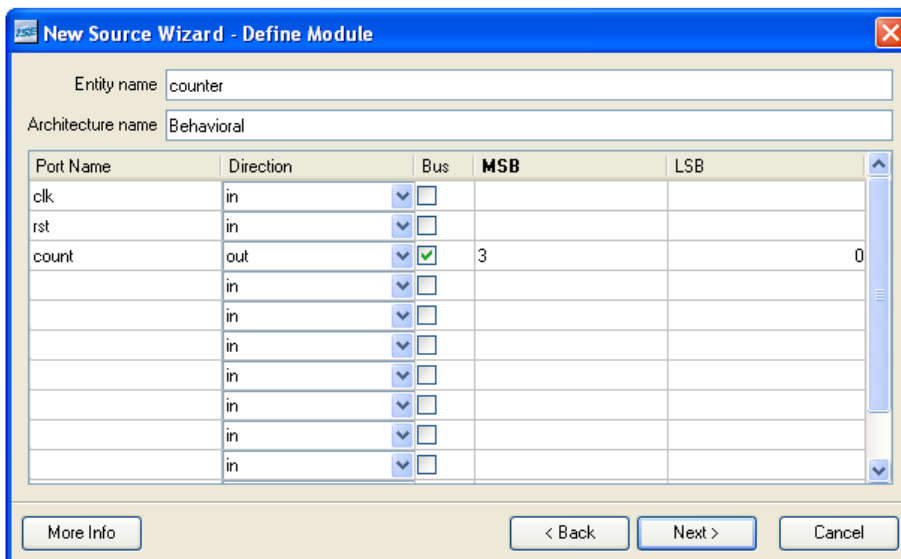 ISE New Source Wizard - Define Module
Entity name counter
Architecture name Behavioral
Port Name Direction Bus MSB LSB
clk in
rst in
count out 3 0
in
in
in
in
in
in
in
More Info < Back Next > Cancel